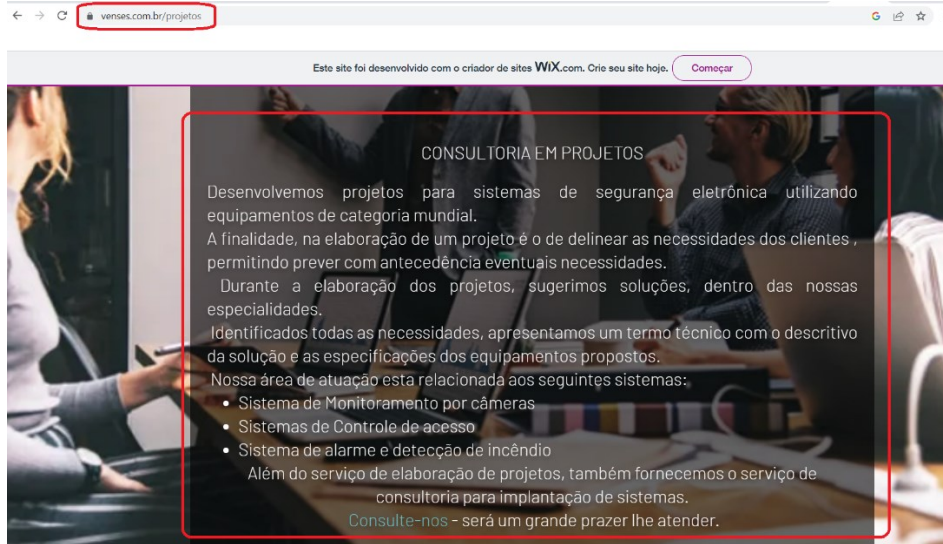 venses.com.br/projetos
Este site foi desenvolvido com o criador de sites WiX.com. Crie seu site hoje. Começar
CONSULTORIA EM PROJETOS
Desenvolvemos projetos para sistemas de segurança eletrônica utilizando
equipamentos de categoria mundial.
A finalidade, na elaboração de um projeto é o de delinear as necessidades dos clientes ,
permitindo prever com antecedência eventuais necessidades.
Durante a elaboração dos projetos, sugerimos soluções, dentro das nossas
especialidades.
Identificados todas as necessidades, apresentamos um termo técnico com o descritivo
da solução e as especificações dos equipamentos propostos.
Nossa área de atuação esta relacionada aos seguintes sistemas:
• Sistema de Monitoramento por câmeras
• Sistemas de Controle de acesso
• Sistema de alarme e detecção de incêndio
Além do serviço de elaboração de projetos, também fornecemos o serviço de
consultoria para implantação de sistemas.
Consulte-nos - será um grande prazer lhe atender.